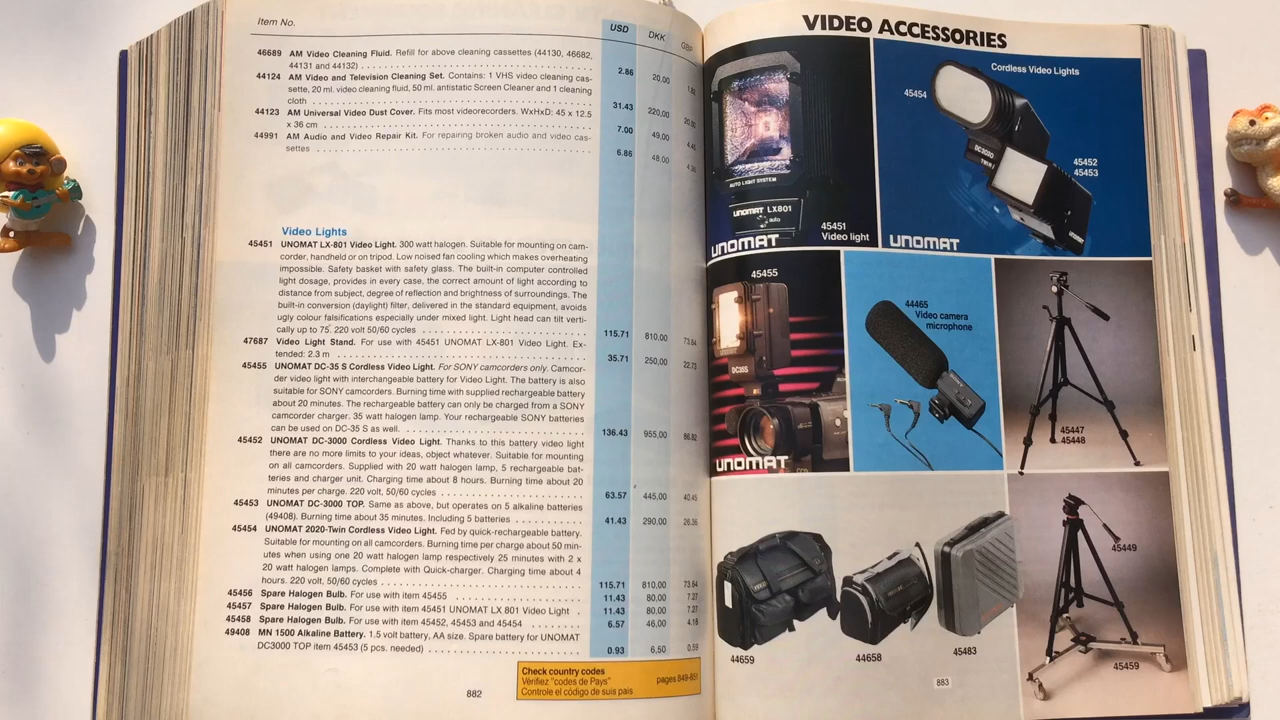 Item No.
USD DKK GBP
46689 AM Video Cleaning Fluid. Refill for above cleaning cassettes (44130, 46682,
44131 and 44132) 2.86 20,00 1.82
44124 AM Video and Television Cleaning Set. Contains: 1 VHS video cleaning cas-
sette, 20 ml. video cleaning fluid, 50 ml. antistatic Screen Cleaner and 1 cleaning
cloth 31.43 220,00 20.00
44123 AM Universal Video Dust Cover. Fits most videorecorders. WxHxD: 45 x 12.5
x 36 cm 7.00 49,00 4.45
44991 AM Audio and Video Repair Kit. For repairing broken audio and video cas-
settes 6.86 48,00 4.36
Video Lights
45451 UNOMAT LX-801 Video Light. 300 watt halogen. Suitable for mounting on cam-
corder, handheld or on tripod. Low noised fan cooling which makes overheating
impossible. Safety basket with safety glass. The built-in computer controlled
light dosage, provides in every case, the correct amount of light according to
distance from subject, degree of reflection and brightness of surroundings. The
built-in conversion (daylight) filter, delivered in the standard equipment, avoids
ugly colour falsifications especially under mixed light. Light head can tilt verti-
cally up to 75. 220 volt 50/60 cycles 115.71 810,00 73.64
47687 Video Light Stand. For use with 45451 UNOMAT LX-801 Video Light. Ex-
tended: 2.3 m 35.71 250,00 22.73
45455 UNOMAT DC-35 S Cordless Video Light. For SONY camcorders only. Camcor-
der video light with interchangeable battery for Video Light. The battery is also
suitable for SONY camcorders. Burning time with supplied rechargeable battery
about 20 minutes. The rechargeable battery can only be charged from a SONY
camcorder charger. 35 watt halogen lamp. Your rechargeable SONY batteries
can be used on DC-35 S as well. 136.43 955,00 86.82
45452 UNOMAT DC-3000 Cordless Video Light. Thanks to this battery video light
there are no more limits to your ideas, object whatever. Suitable for mounting
on all camcorders. Supplied with 20 watt halogen lamp, 5 rechargeable bat-
teries and charger unit. Charging time about 8 hours. Burning time about 20
minutes per charge. 220 volt, 50/60 cycles 63.57 445,00 40.45
45453 UNOMAT DC-3000 TOP. Same as above, but operates on 5 alkaline batteries
(49408). Burning time about 35 minutes. Including 5 batteries 41.43 290,00 26.36
45454 UNOMAT 2020-Twin Cordless Video Light. Fed by quick-rechargeable battery.
Suitable for mounting on all camcorders. Burning time per charge about 50 min-
utes when using one 20 watt halogen lamp respectively 25 minutes with 2 x
20 watt halogen lamps. Complete with Quick-charger. Charging time about 4
hours. 220 volt, 50/60 cycles 115.71 810,00 73.64
45456 Spare Halogen Bulb. For use with item 45455 11.43 80,00 7.27
45457 Spare Halogen Bulb. For use with item 45451 UNOMAT LX 801 Video Light 11.43 80,00 7.27
45458 Spare Halogen Bulb. For use with item 45452, 45453 and 45454 6.57 46,00 4.18
49408 MN 1500 Alkaline Battery. 1.5 volt battery, AA size. Spare battery for UNOMAT
DC3000 TOP item 45453 (5 pcs. needed) 0.93 6,50 0.59
Check country codes
Vérifiez "codes de Pays" pages 849-851
Controle el código de suis pais
882
VIDEO ACCESSORIES
AUTO LIGHT SYSTEM
UNOMAT LX801
auto
45451
Video light
UNOMAT
Cordless Video Lights
45454
DC2020
TWIN
45452
45453
UNOMAT
UNOMAT
45455
DC35S
UNOMAT
44465
Video camera
microphone
SONY
45447
45448
44659
44658
45483
45449
45459
883